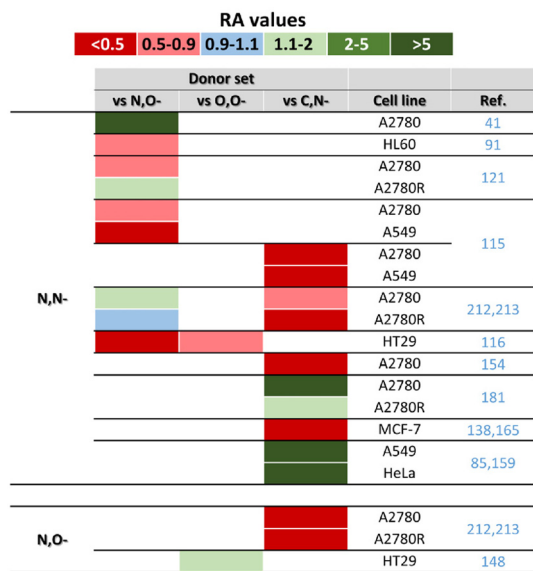 RA values
<0.5 0.5-0.9 0.9-1.1 1.1-2 2-5 >5
Donor set
vs N,O- vs O,O- vs C,N- Cell line Ref.
A2780 41
HL60 91
A2780
121
A2780R
A2780
A549
115
A2780
A549
N,N-
A2780
212,213
A2780R
HT29 116
A2780 154
A2780
181
A2780R
MCF-7 138,165
A549
85,159
HeLa
A2780
212,213
N,O-
A2780R
HT29 148